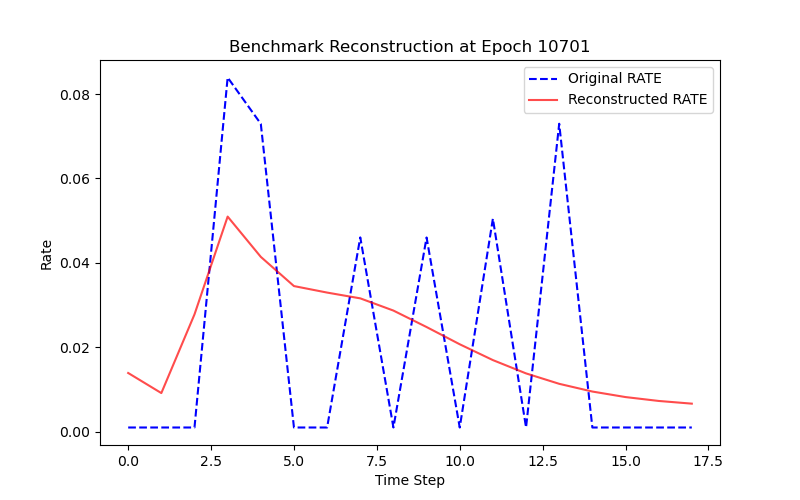 Benchmark Reconstruction at Epoch 10701
Original RATE
Reconstructed RATE
0.08
0.06
0.04
0.02
0.00
Rate
0.0 2.5 5.0 7.5 10.0 12.5 15.0 17.5
Time Step